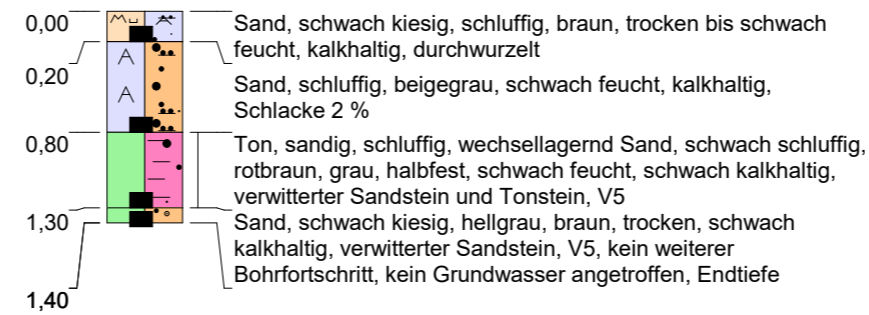 0,00
Sand, schwach kiesig, schluffig, braun, trocken bis schwach
feucht, kalkhaltig, durchwurzelt
0,20
Sand, schluffig, beigegrau, schwach feucht, kalkhaltig,
Schlacke 2 %
0,80
Ton, sandig, schluffig, wechsellagernd Sand, schwach schluffig,
rotbraun, grau, halbfest, schwach feucht, schwach kalkhaltig,
verwitterter Sandstein und Tonstein, V5
1,30
Sand, schwach kiesig, hellgrau, braun, trocken, schwach
kalkhaltig, verwitterter Sandstein, V5, kein weiterer
Bohrfortschritt, kein Grundwasser angetroffen, Endtiefe
1,40